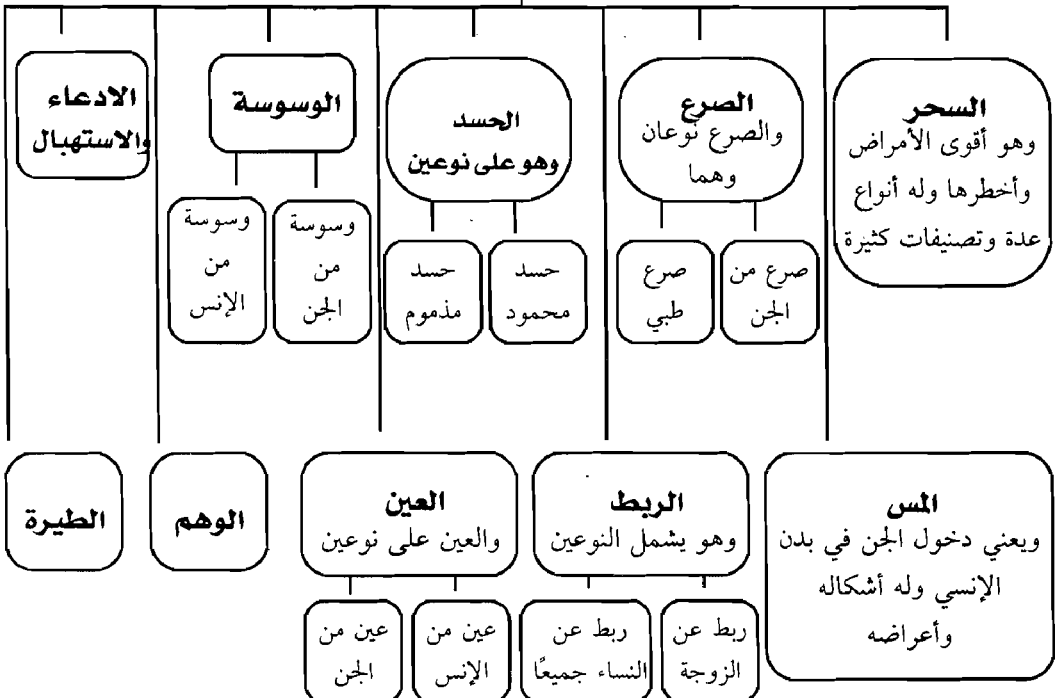 السحر
وهو أقوى الأمراض
وأخطرها وله أنواع
عدة وتصنيفات كثيرة
الصرع
والصرع نوعان
وهما
صرع من
الجن
صرع
طبي
الحسد
وهو على نوعين
حسد
محمود
حسد
مذموم
الوسوسة
وسوسة
من
الجن
وسوسة
من
الإنس
الادعاء
والاستهبال
المس
ويعني دخول الجن في بدن
الإنسي وله أشكاله
وأعراضه
الربط
وهو يشمل النوعين
ربط عن
الزوجة
ربط عن
النساء جميعًا
العين
والعين على نوعين
عين من
الإنس
عين من
الجن
الوهم
الطيرة